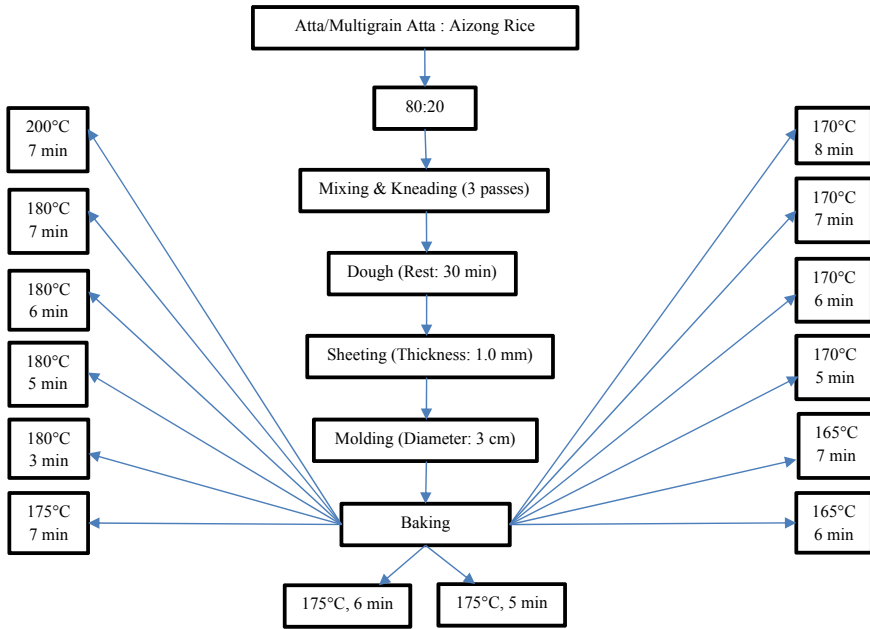 Atta/Multigrain Atta : Aizong Rice
80:20
Mixing & Kneading (3 passes)
Dough (Rest: 30 min)
Sheeting (Thickness: 1.0 mm)
Molding (Diameter: 3 cm)
Baking
200°C
7 min
180°C
7 min
180°C
6 min
180°C
5 min
180°C
3 min
175°C
7 min
175°C, 6 min
175°C, 5 min
170°C
8 min
170°C
7 min
170°C
6 min
170°C
5 min
165°C
7 min
165°C
6 min